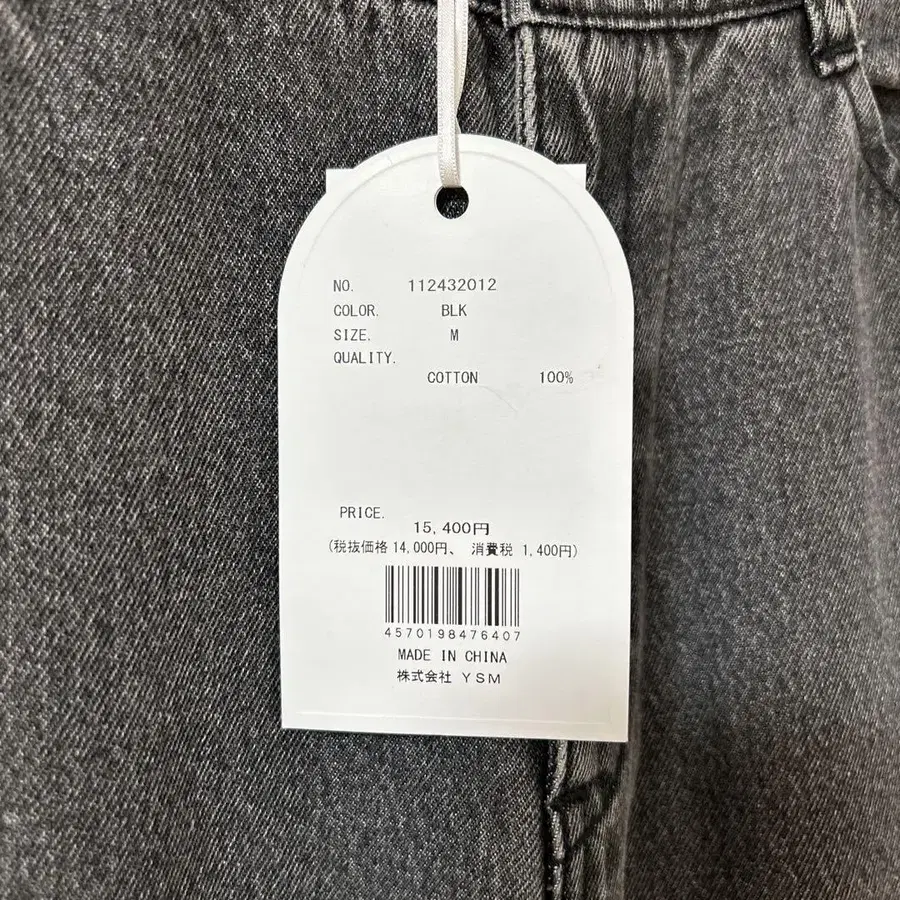 NO. 112432012
COLOR. BLK
SIZE. M
QUALITY.
COTTON 100%
PRICE.
15,400円
(税抜価格 14,000円、 消費税 1,400円)
4570198476407
MADE IN CHINA
株式会社 YSM